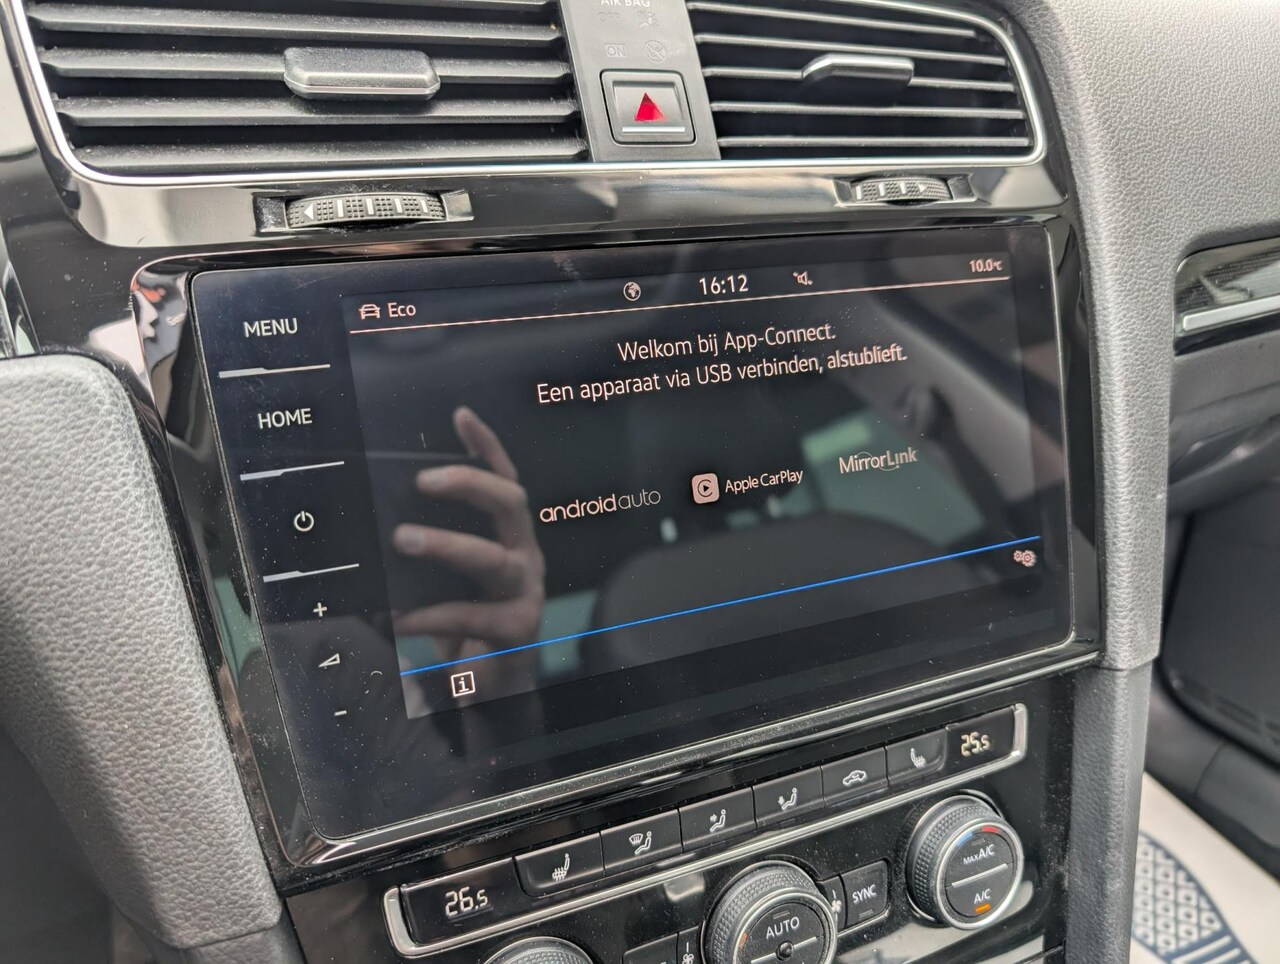 AIR BAG
ON
MENU
HOME
Eco
16:12
10.0°C
Welkom bij App-Connect.
Een apparaat via USB verbinden, alstublieft.
androidauto
Apple CarPlay
MirrorLink
i
+
-
26.5
25.5
AUTO
SYNC
MAX A/C
A/C